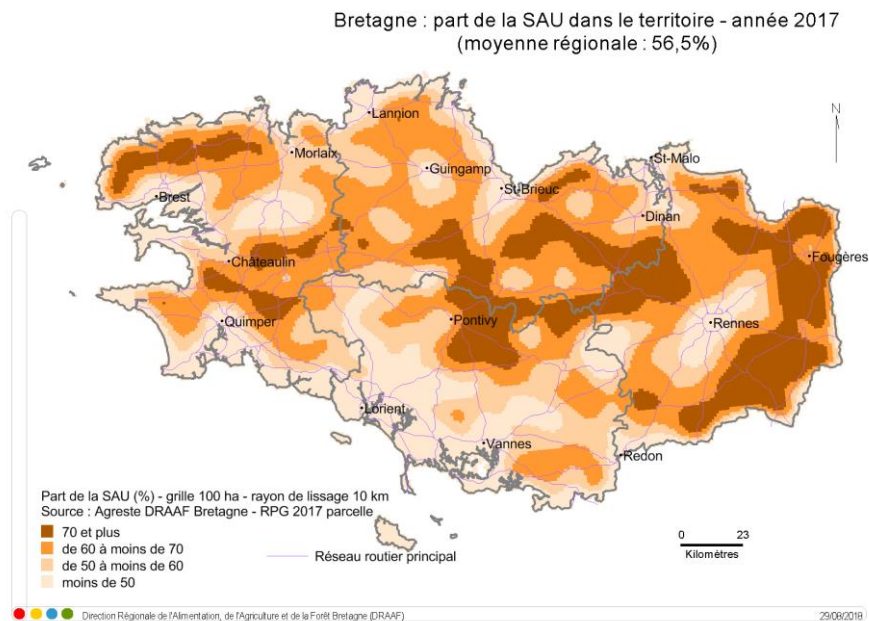 Bretagne : part de la SAU dans le territoire - année 2017
(moyenne régionale : 56,5%)
N
Lannion
Morlaix
Guingamp
St-Malo
St-Brieuc
Brest
Dinan
Châteaulin
Fougères
Quimper
Pontivy
Rennes
Lorient
Vannes
Redon
Part de la SAU (%) - grille 100 ha - rayon de lissage 10 km
Source : Agreste DRAAF Bretagne - RPG 2017 parcelle
70 et plus
de 60 à moins de 70
de 50 à moins de 60
moins de 50
Réseau routier principal
0 23
Kilomètres
Direction Régionale de l'Alimentation, de l'Agriculture et de la Forêt Bretagne (DRAAF)
29/08/2018